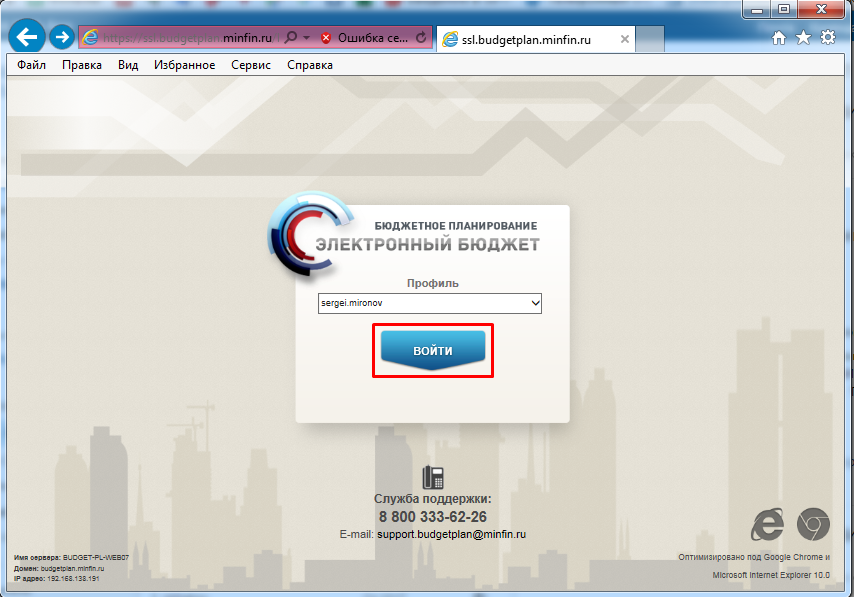 https://ssl.budgetplan.minfin.ru
Ошибка се...
ssl.budgetplan.minfin.ru
Файл Правка Вид Избранное Сервис Справка
БЮДЖЕТНОЕ ПЛАНИРОВАНИЕ
ЭЛЕКТРОННЫЙ БЮДЖЕТ
Профиль
sergei.mironov
ВОЙТИ
Служба поддержки:
8 800 333-62-26
E-mail: support.budgetplan@minfin.ru
Имя сервера: BUDGET-PL-WEB07
Домен: budgetplan.minfin.ru
IP адрес: 192.168.138.191
Оптимизировано под Google Chrome и
Microsoft Internet Explorer 10.0